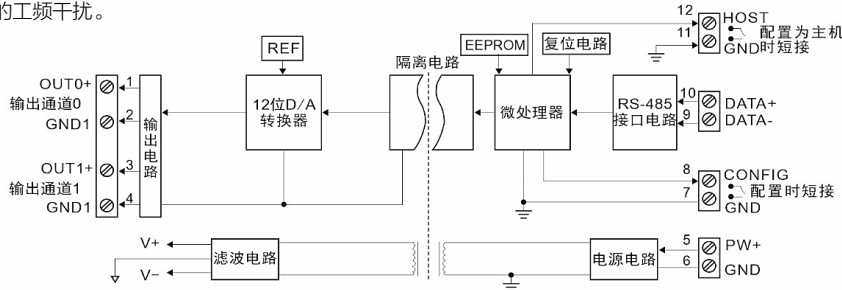 的工频干扰。
12
HOST
11
GND
配置为主机
时短接
REF
EEPROM
复位电路
隔离电路
OUT0+
1
输出通道0
GND1
2
OUT1+
3
输出通道1
GND1
4
输出电路
12位D/A
转换器
微处理器
RS-485
接口电路
10
DATA+
9
DATA-
8
CONFIG
7
GND
配置时短接
V+
V-
滤波电路
电源电路
5
PW+
6
GND